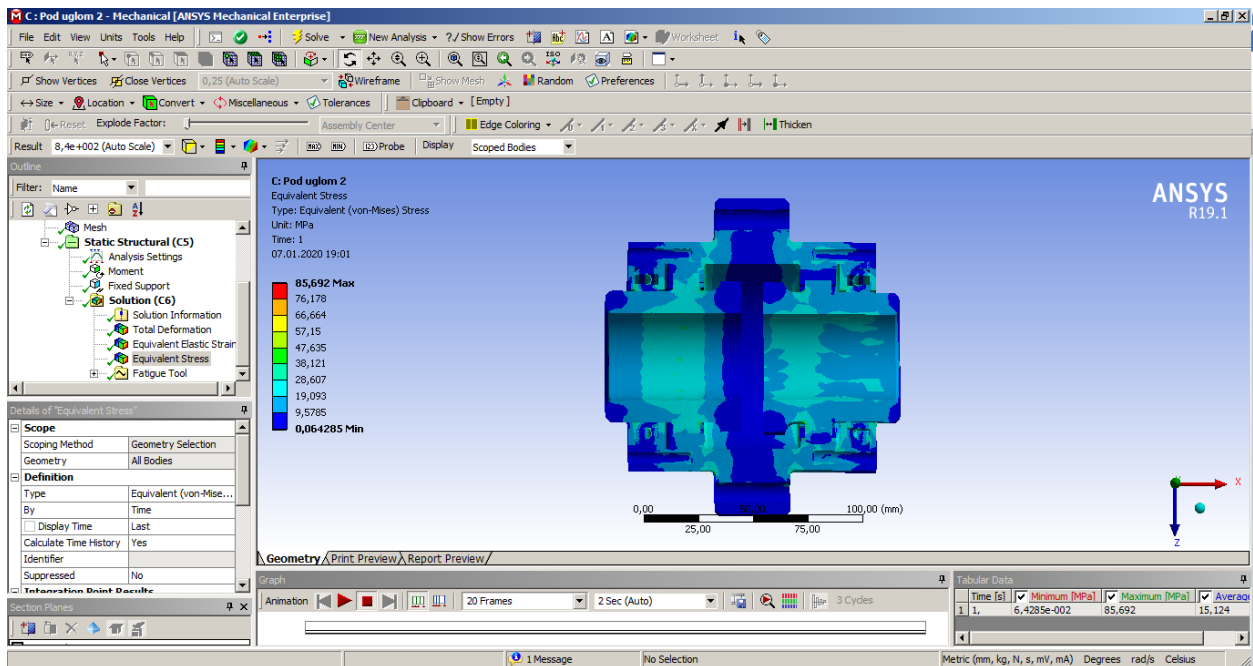 C : Pod uglom 2 - Mechanical [ANSYS Mechanical Enterprise]
File Edit View Units Tools Help Solve New Analysis ?/ Show Errors Worksheet
Show Vertices Close Vertices 0,25 (Auto Scale) Wireframe Show Mesh Random Preferences
Size Location Convert Miscellaneous Tolerances Clipboard [Empty]
Reset Explode Factor: Assembly Center Edge Coloring Thicken
Result 8,4e+002 (Auto Scale) MAX MIN Probe Display Scoped Bodies
Outline
Filter: Name
Mesh
Static Structural (C5)
Analysis Settings
Moment
Fixed Support
Solution (C6)
Solution Information
Total Deformation
Equivalent Elastic Strain
Equivalent Stress
Fatigue Tool
Details of "Equivalent Stress"
Scope
Scoping Method Geometry Selection
Geometry All Bodies
Definition
Type Equivalent (von-Mise...
By Time
Display Time Last
Calculate Time History Yes
Identifier
Suppressed No
Integration Point Results
Section Planes
C: Pod uglom 2
Equivalent Stress
Type: Equivalent (von-Mises) Stress
Unit: MPa
Time: 1
07.01.2020 19:01
85,692 Max
76,178
66,664
57,15
47,635
38,121
28,607
19,093
9,5785
0,064285 Min
ANSYS
R19.1
0,00 50,00 100,00 (mm)
25,00 75,00
X
Z
Geometry Print Preview Report Preview
Graph
Animation 20 Frames 2 Sec (Auto) 3 Cycles
Tabular Data
Time [s] Minimum [MPa] Maximum [MPa] Average
1 1, 6,4285e-002 85,692 15,124
1 Message No Selection Metric (mm, kg, N, s, mV, mA) Degrees rad/s Celsius